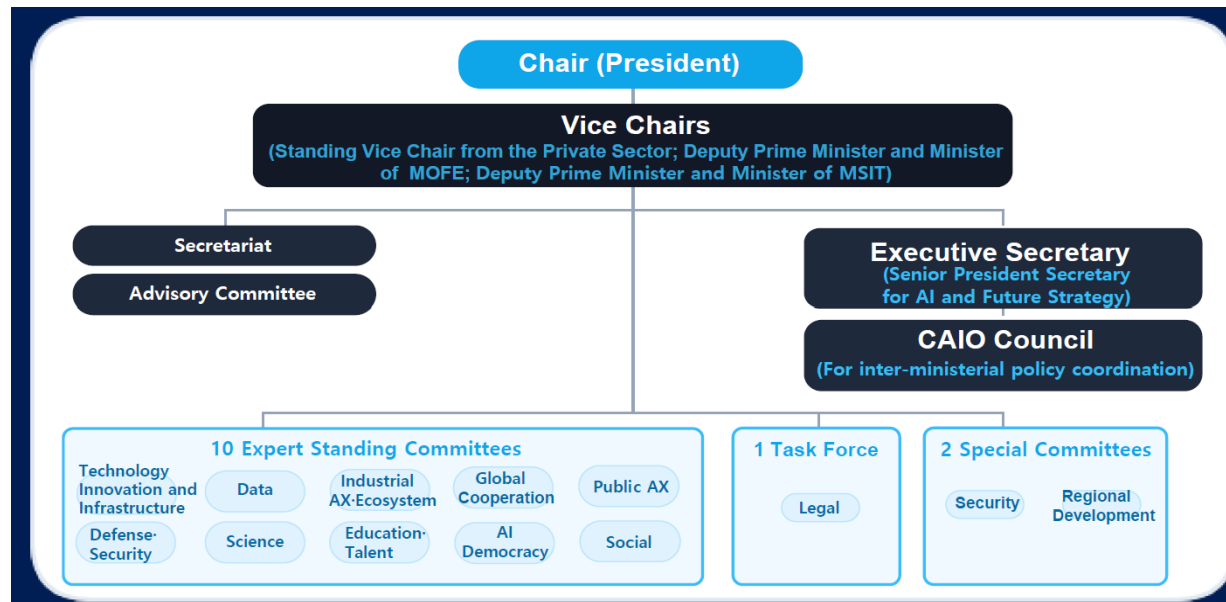 Chair (President)
Vice Chairs
(Standing Vice Chair from the Private Sector; Deputy Prime Minister and Minister
of MOFE; Deputy Prime Minister and Minister of MSIT)
Secretariat
Advisory Committee
Executive Secretary
(Senior President Secretary
for AI and Future Strategy)
CAIO Council
(For inter-ministerial policy coordination)
10 Expert Standing Committees
Technology
Innovation and
Infrastructure
Data
Industrial
AX·Ecosystem
Global
Cooperation
Public AX
Defense·
Security
Science
Education·
Talent
AI
Democracy
Social
1 Task Force
Legal
2 Special Committees
Security
Regional
Development